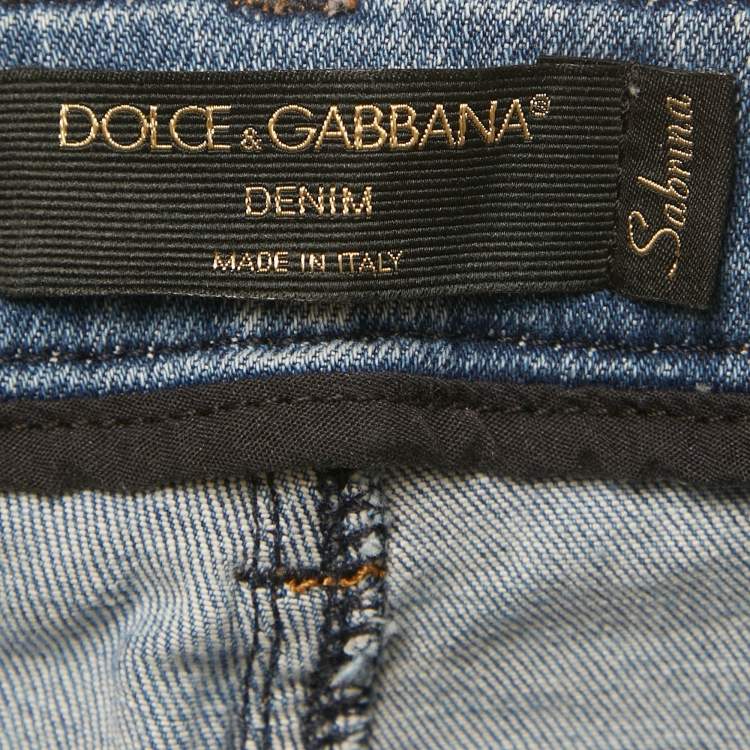 DOLCE & GABBANA®
DENIM
MADE IN ITALY
Sabrina